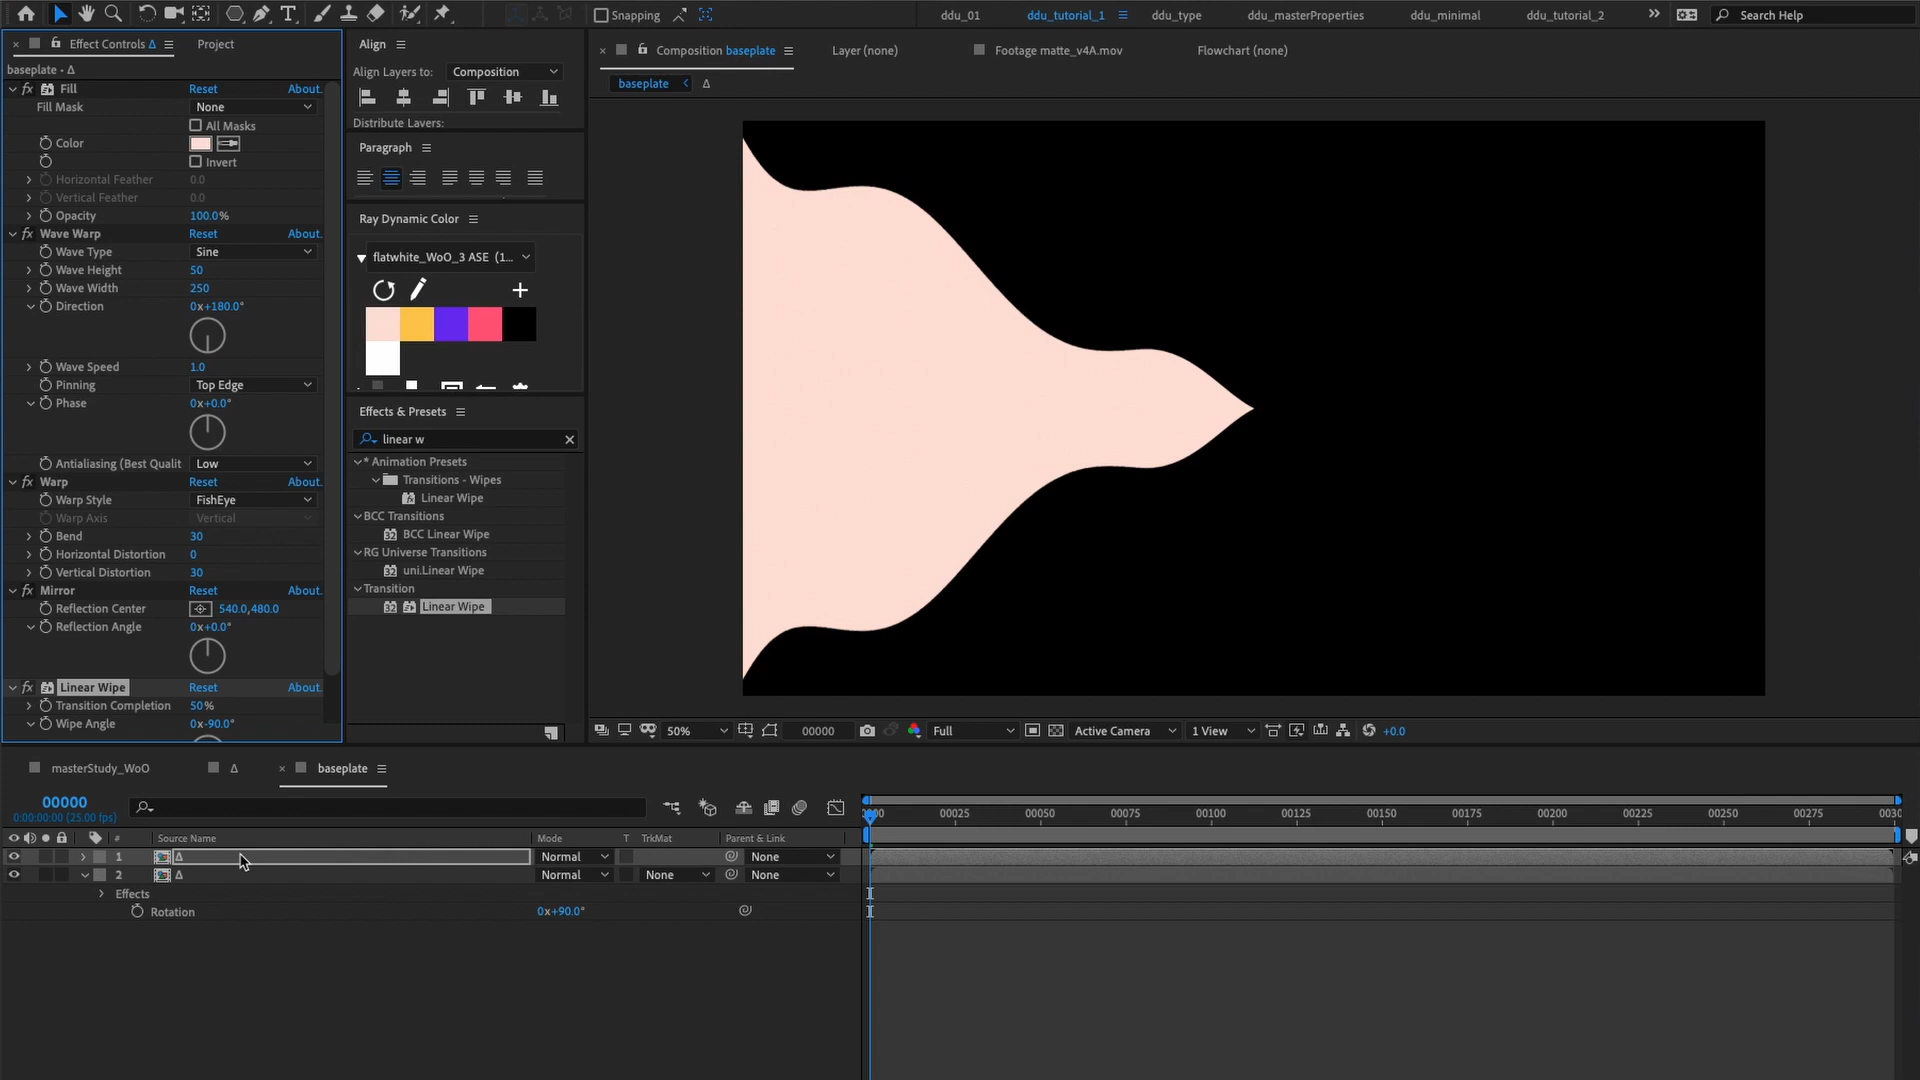 Snapping
ddu_01
ddu_tutorial_1
ddu_type
ddu_masterProperties
ddu_minimal
ddu_tutorial_2
Search Help
Effect Controls Δ
Project
baseplate • Δ
Fill
Reset
About.
Fill Mask
None
All Masks
Color
Invert
Horizontal Feather
0.0
Vertical Feather
0.0
Opacity
100.0%
Wave Warp
Reset
About.
Wave Type
Sine
Wave Height
50
Wave Width
250
Direction
0x+180.0°
Wave Speed
1.0
Pinning
Top Edge
Phase
0x+0.0°
Antialiasing (Best Qualit
Low
Warp
Reset
About.
Warp Style
FishEye
Warp Axis
Vertical
Bend
30
Horizontal Distortion
0
Vertical Distortion
30
Mirror
Reset
About.
Reflection Center
540.0,480.0
Reflection Angle
0x+0.0°
Linear Wipe
Reset
About.
Transition Completion
50%
Wipe Angle
0x-90.0°
Align
Align Layers to:
Composition
Distribute Layers:
Paragraph
Ray Dynamic Color
flatwhite_WoO_3 ASE (1...
Effects & Presets
linear w
* Animation Presets
Transitions - Wipes
Linear Wipe
BCC Transitions
BCC Linear Wipe
RG Universe Transitions
uni.Linear Wipe
Transition
Linear Wipe
Composition baseplate
Layer (none)
Footage matte_v4A.mov
Flowchart (none)
baseplate
Δ
50%
00000
Full
Active Camera
1 View
+0.0
masterStudy_WoO
Δ
baseplate
00000
0:00:00:00 (25.00 fps)
00025
00050
00075
00100
00125
00150
00175
00200
00225
00250
00275
0030
#
Source Name
Mode
T
TrkMat
Parent & Link
1
Δ
Normal
None
2
Δ
Normal
None
None
Effects
Rotation
0x+90.0°